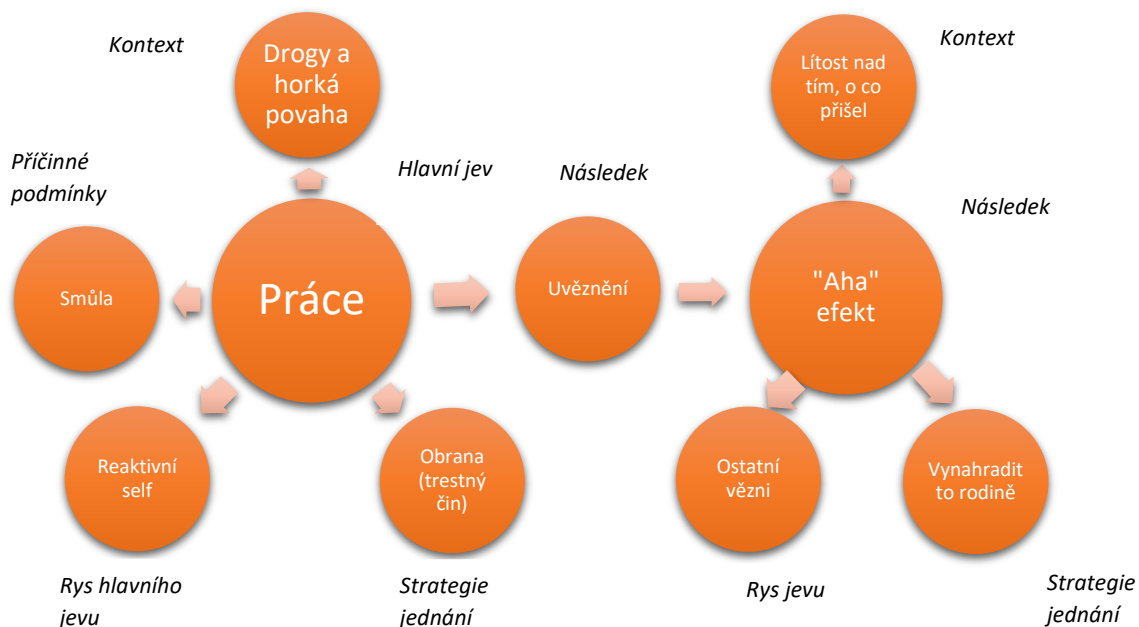 Kontext
Drogy a
horká
povaha
Kontext
Lítost nad
tím, o co
přišel
Příčinné
podmínky
Hlavní jev
Následek
Následek
Smůla
Práce
Uvěznění
"Aha"
efekt
Reaktivní
self
Obrana
(trestný
čin)
Ostatní
vězni
Vynahradit
to rodině
Rys hlavního
jevu
Strategie
jednání
Rys jevu
Strategie
jednání